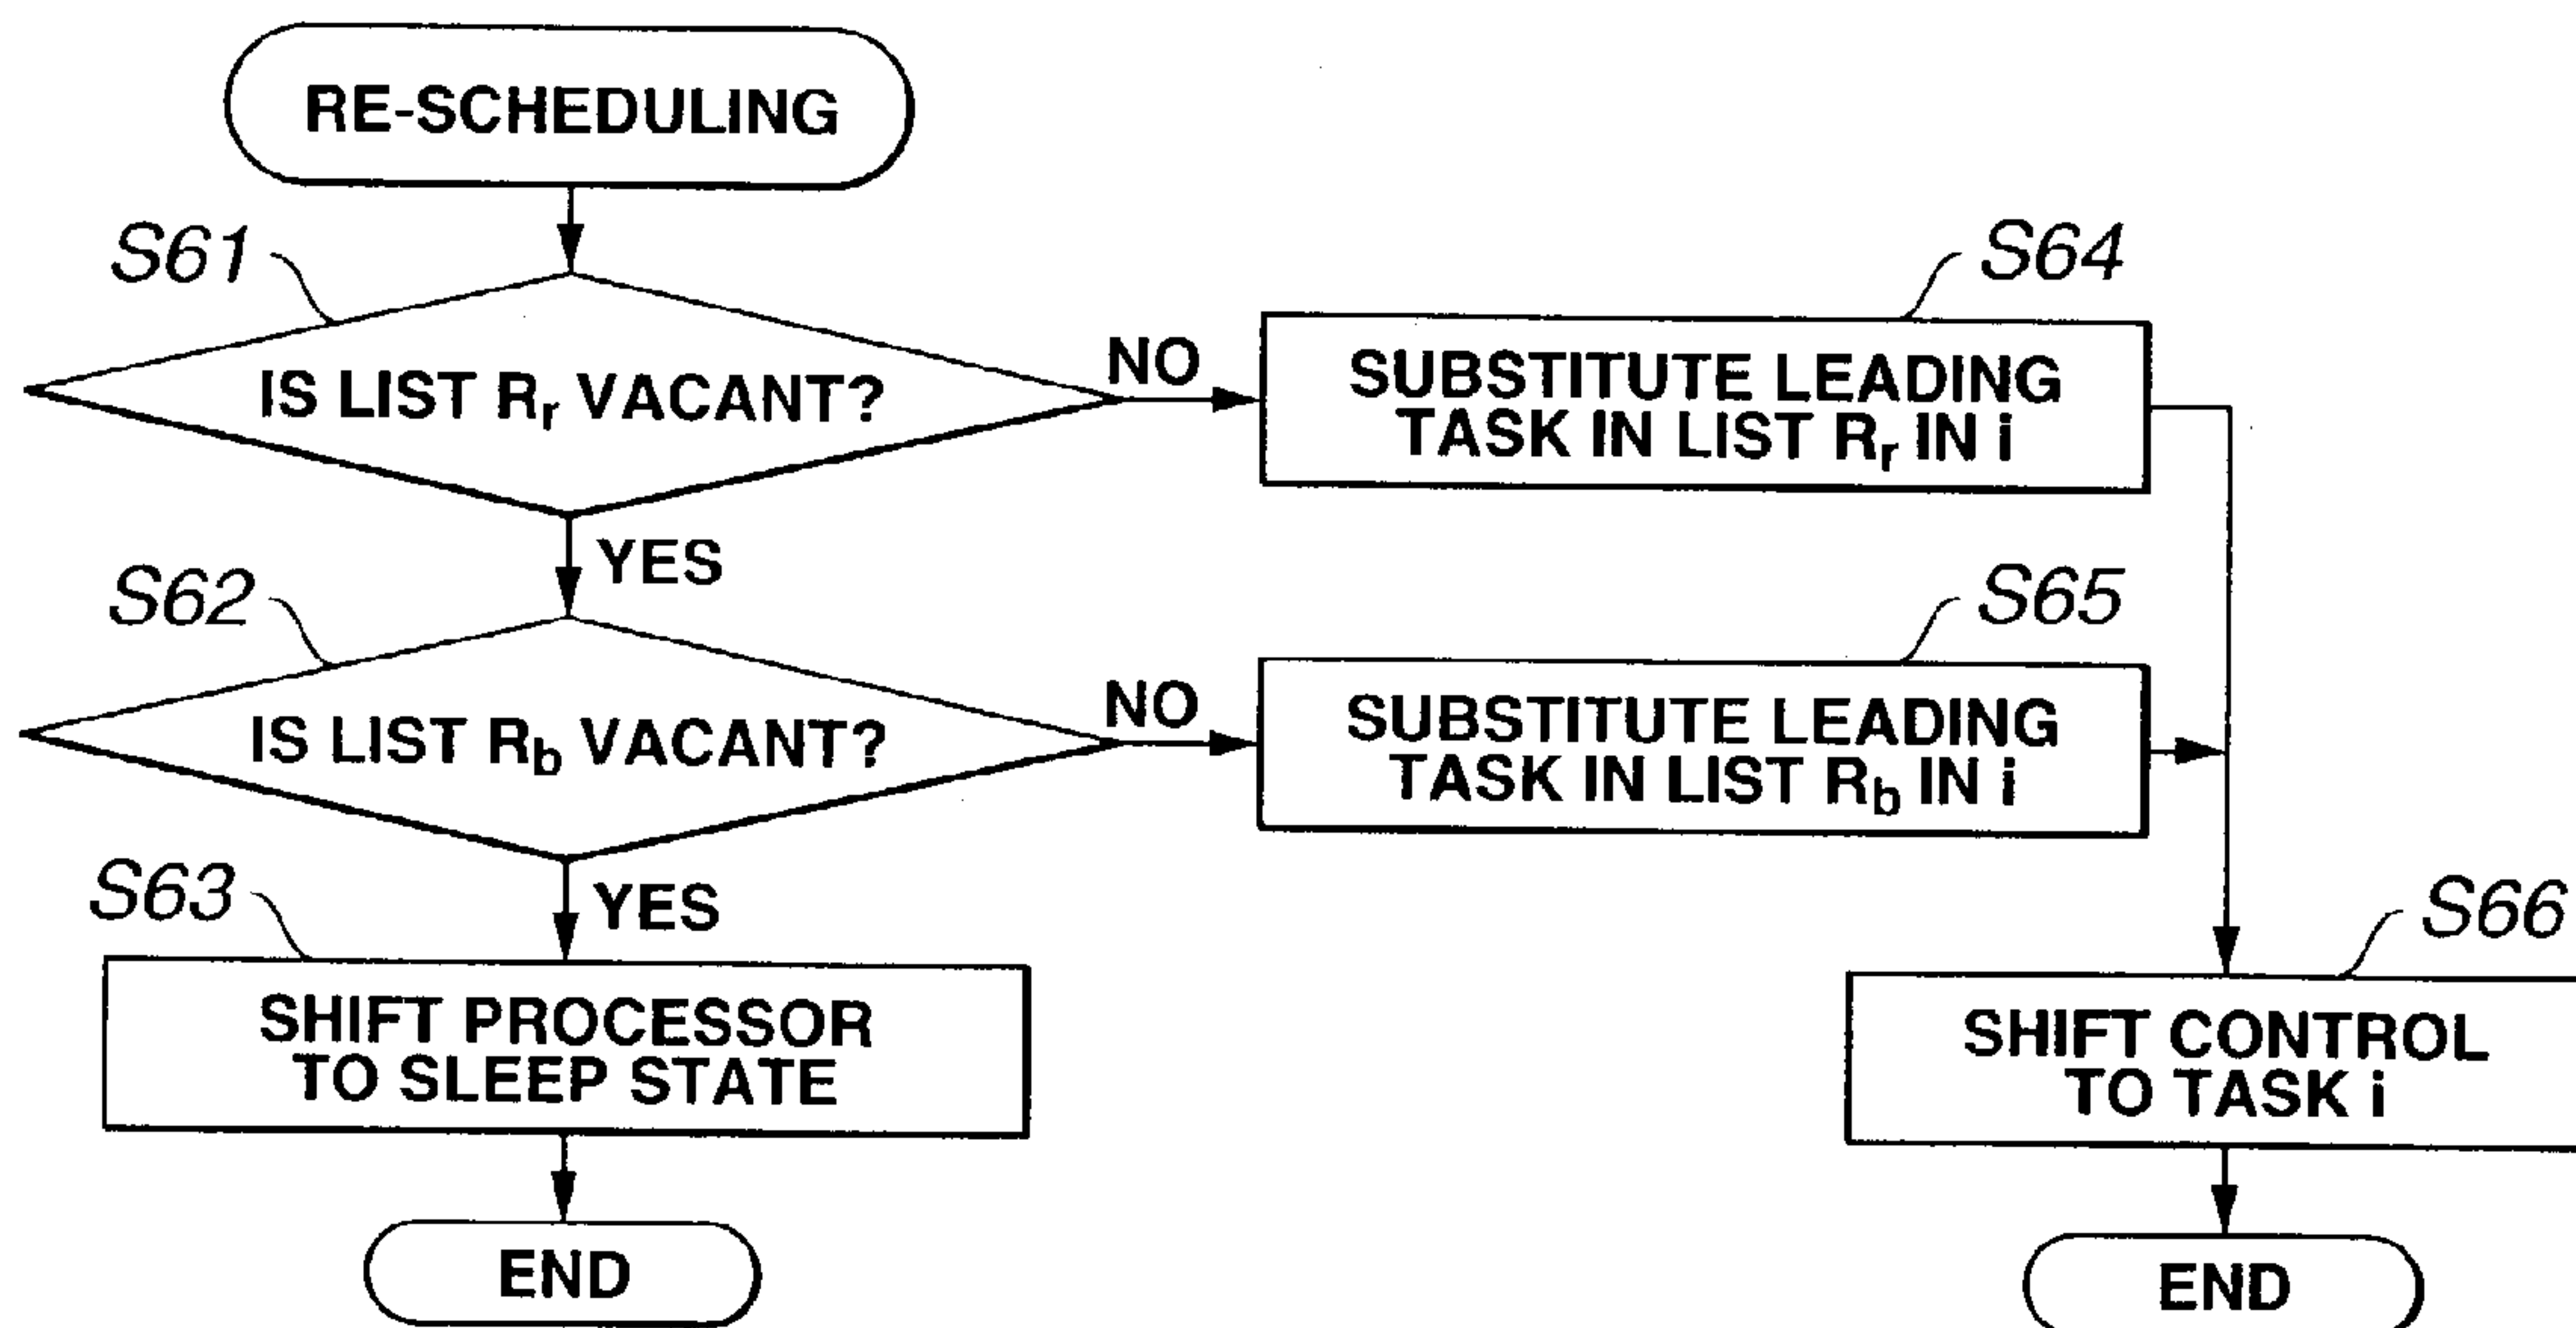 RE-SCHEDULING
S61
IS LIST Rr VACANT?
NO
S64
SUBSTITUTE LEADING
TASK IN LIST Rr IN i
YES
S62
IS LIST Rb VACANT?
NO
S65
SUBSTITUTE LEADING
TASK IN LIST Rb IN i
YES
S63
SHIFT PROCESSOR
TO SLEEP STATE
S66
SHIFT CONTROL
TO TASK i
END
END